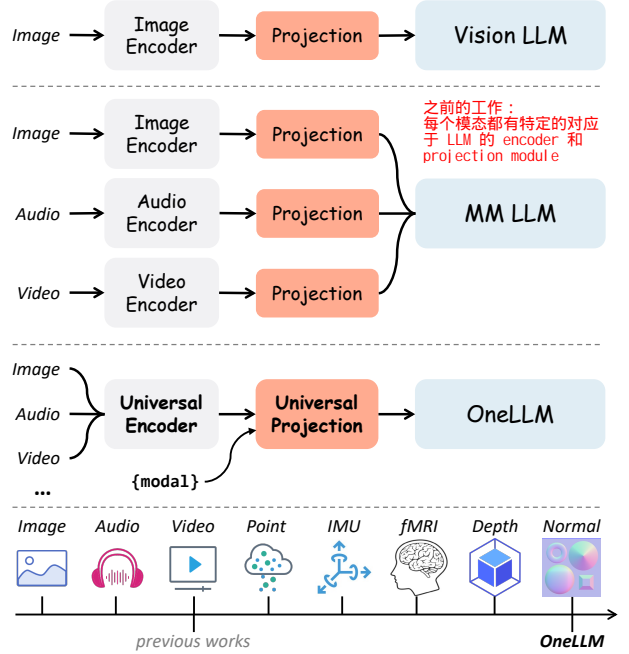 Image
Image
Encoder
Projection
Vision LLM
之前的工作：
每个模态都有特定的对应
于 LLM 的 encoder 和
projection module
Image
Image
Encoder
Projection
Audio
Audio
Encoder
Projection
MM LLM
Video
Video
Encoder
Projection
Image
Audio
Video
...
Universal
Encoder
Universal
Projection
OneLLM
{modal}
Image Audio Video Point IMU fMRI Depth Normal
previous works
OneLLM